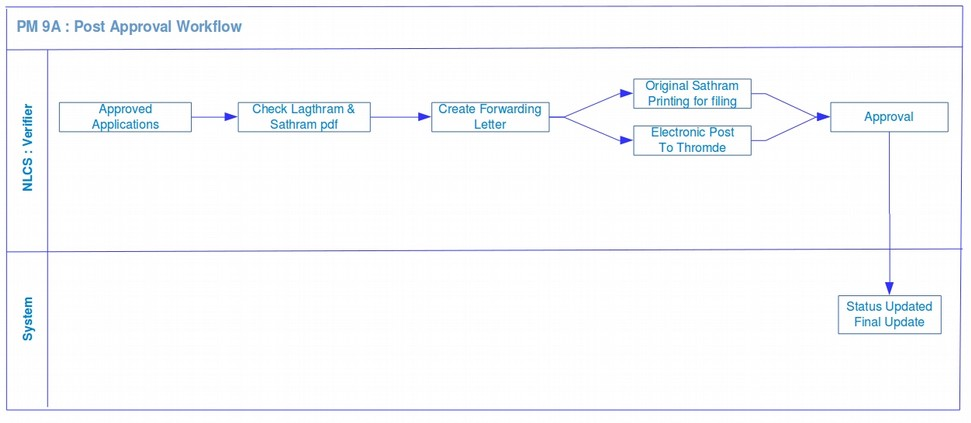 PM 9A : Post Approval Workflow
NLCS : Verifier
Approved
Applications
Check Lagthram &
Sathram pdf
Create Forwarding
Letter
Original Sathram
Printing for filing
Electronic Post
To Thromde
Approval
System
Status Updated
Final Update